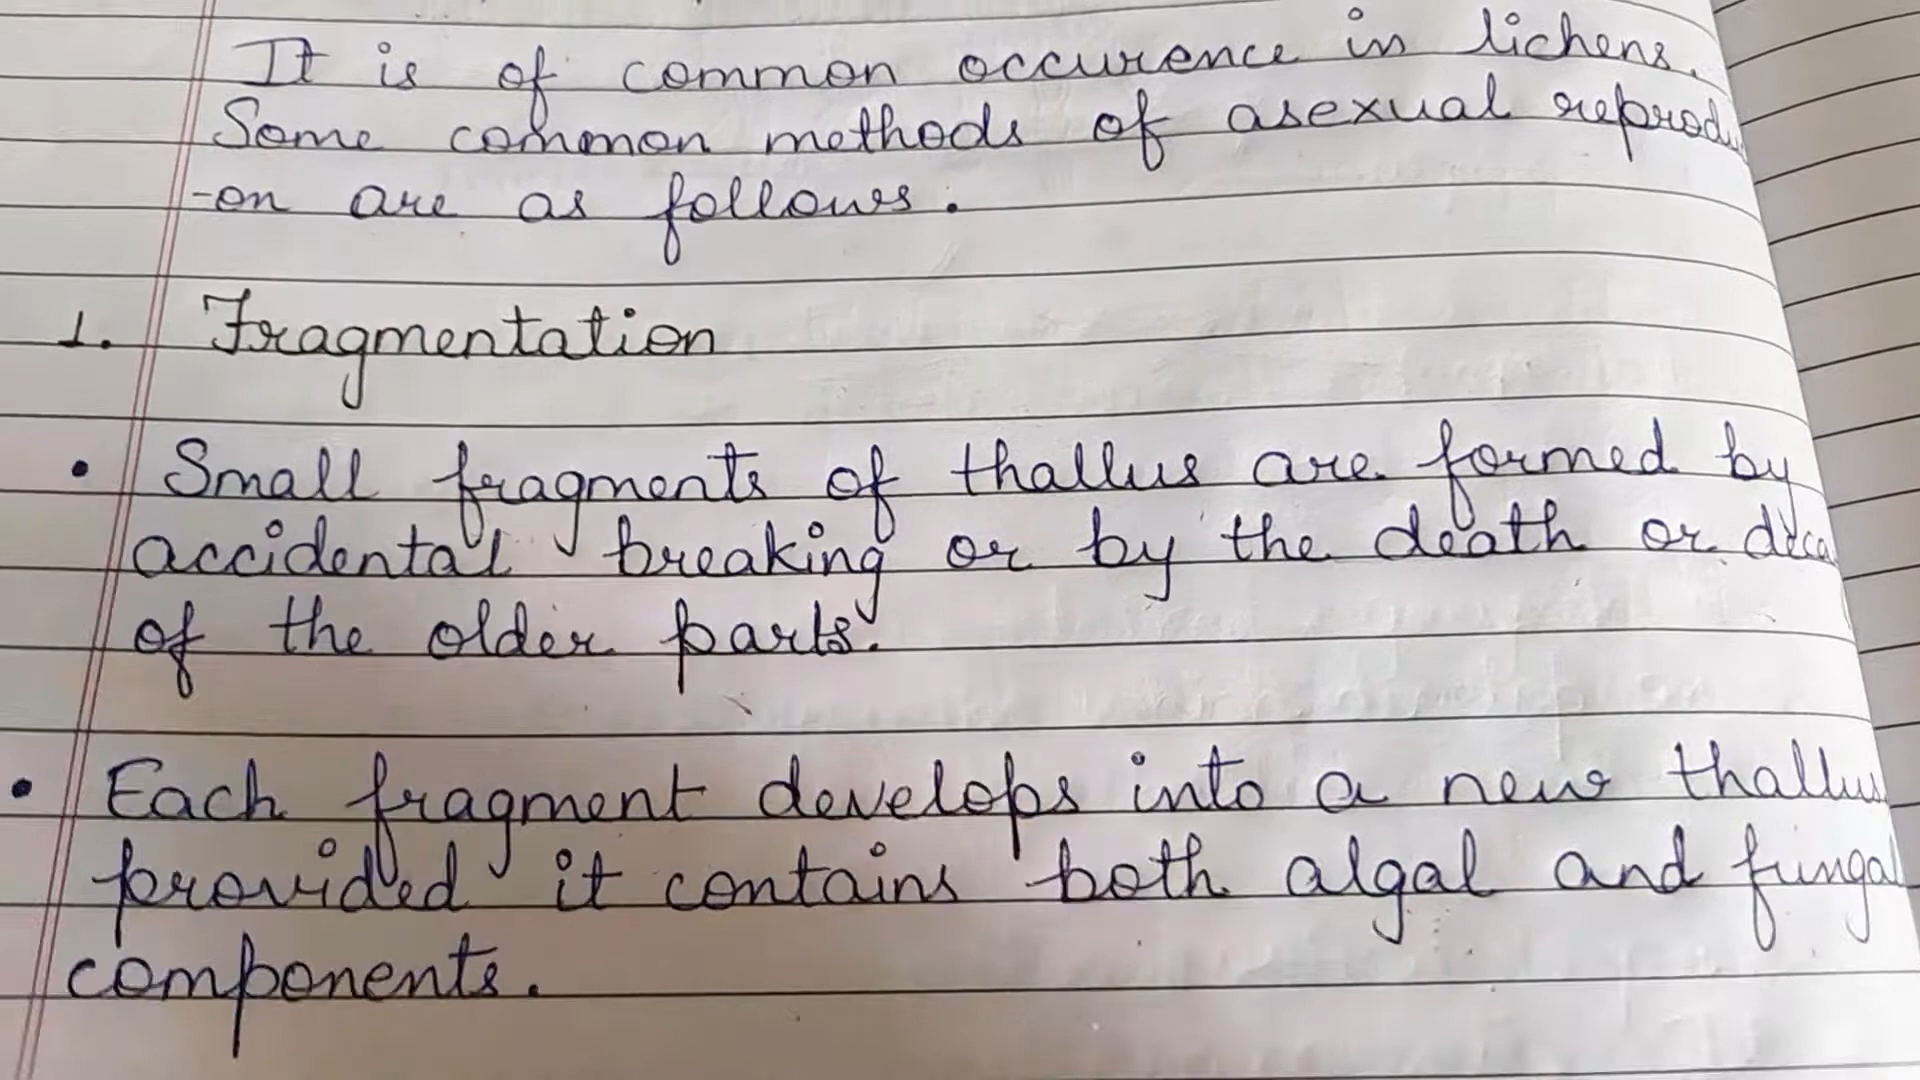 It is of common occurence in lichens.
Some common methods of asexual reprod
-on are as follows.
1. Fragmentation
• Small fragments of thallus are formed by
accidental breaking or by the death or deca
of the older parts.
• Each fragment develops into a new thallus
provided it contains both algal and fungal
components.